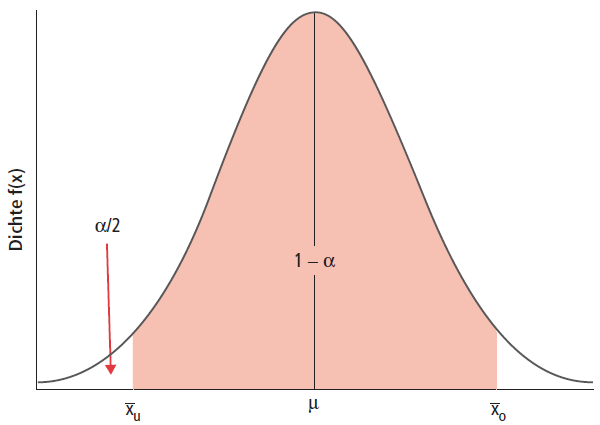 Dichte f(x)
α/2
1 – α
x̅u
μ
x̅o